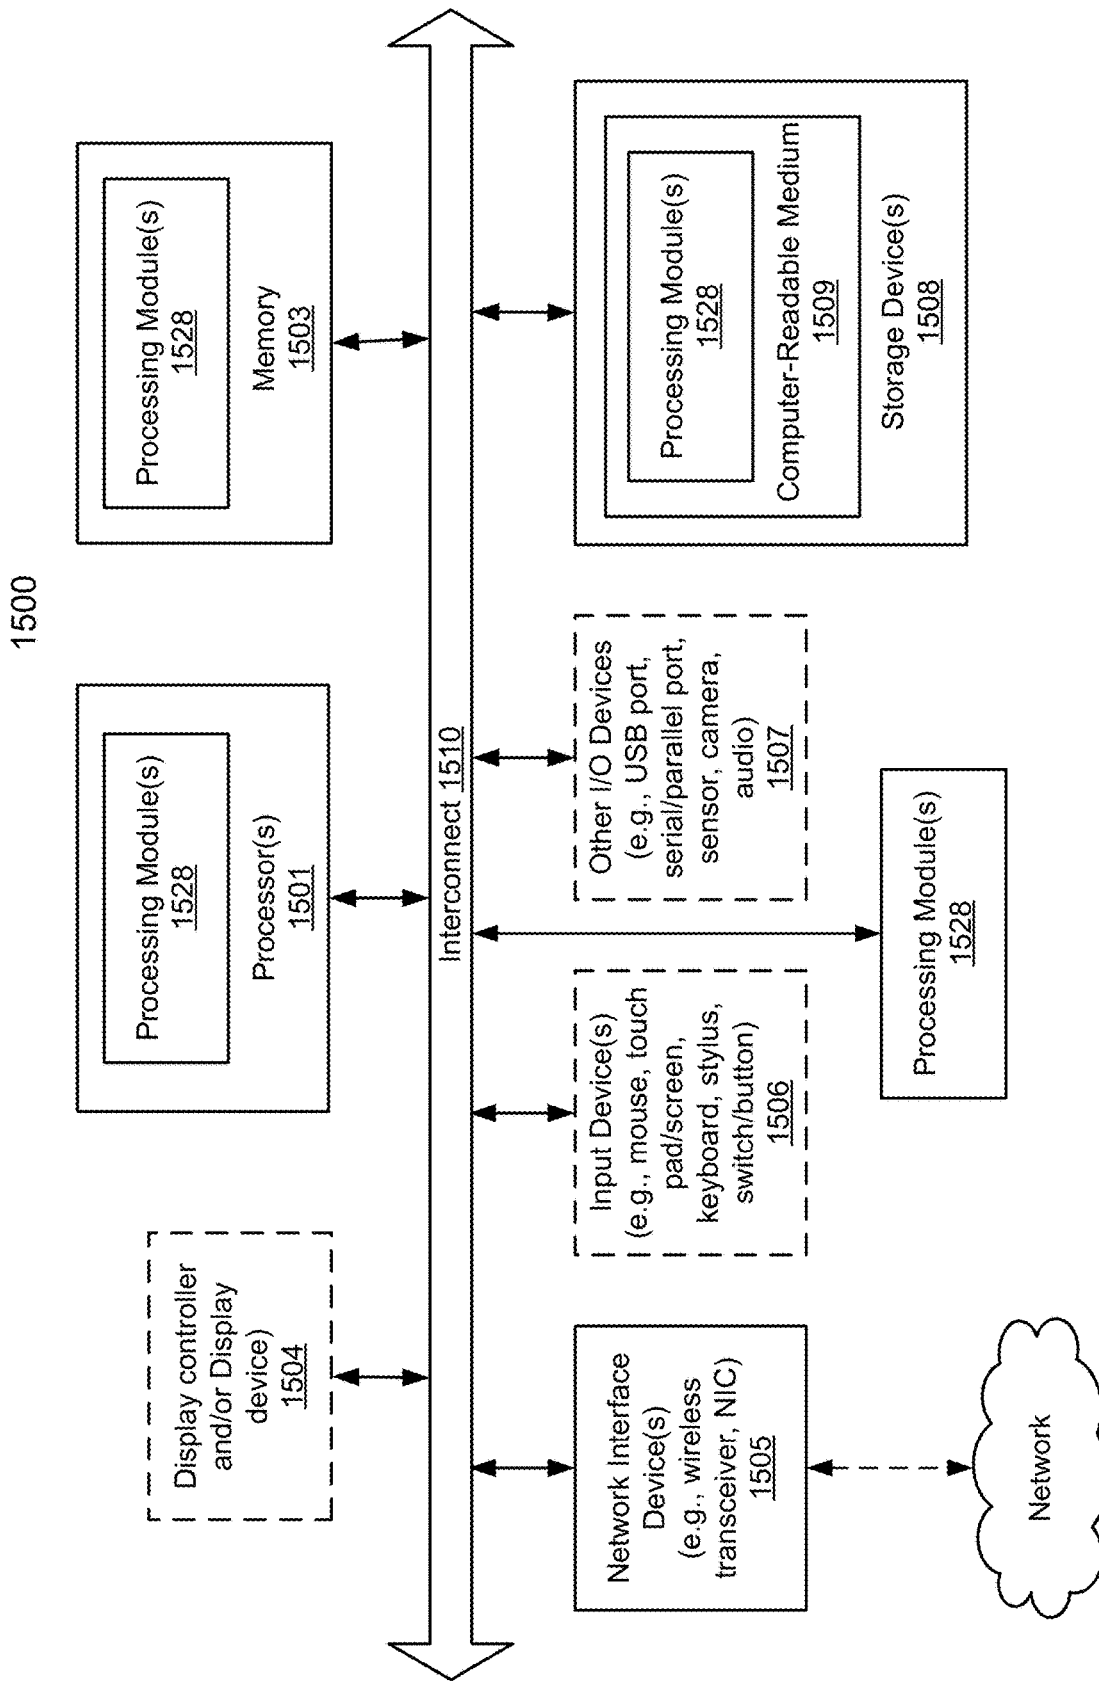 1500
Display controller
and/or Display
device)
1504
Processing Module(s)
1528
Processor(s)
1501
Processing Module(s)
1528
Memory
1503
Interconnect 1510
Network Interface
Device(s)
(e.g., wireless
transceiver, NIC)
1505
Input Device(s)
(e.g., mouse, touch
pad/screen,
keyboard, stylus,
switch/button)
1506
Other I/O Devices
(e.g., USB port,
serial/parallel port,
sensor, camera,
audio)
1507
Processing Module(s)
1528
Computer-Readable Medium
1509
Storage Device(s)
1508
Processing Module(s)
1528
Network